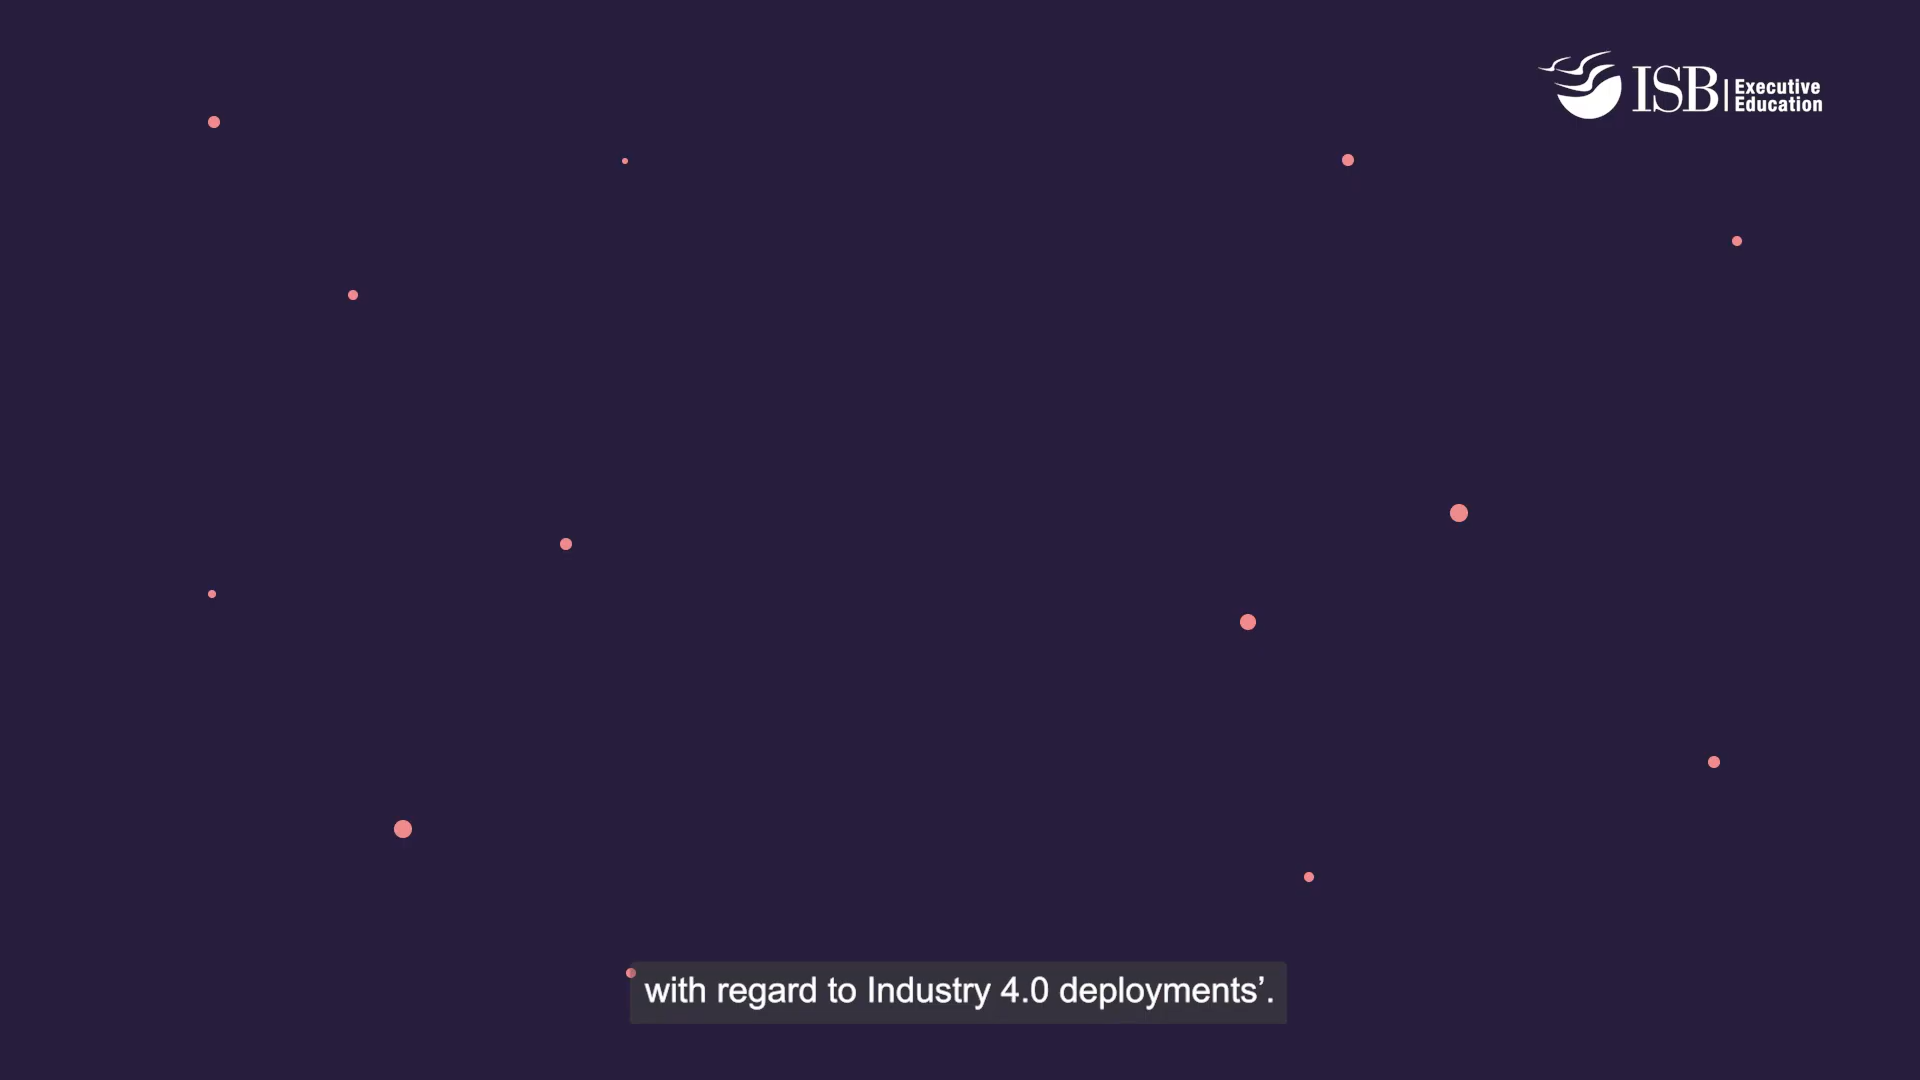 ISB
Executive
Education
with regard to Industry 4.0 deployments’.